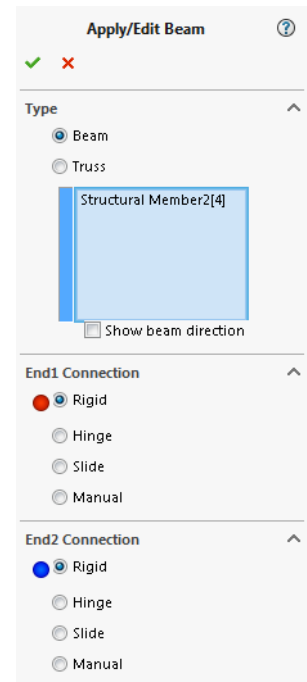 Apply/Edit Beam
?
Type
Beam
Truss
Structural Member2[4]
Show beam direction
End1 Connection
Rigid
Hinge
Slide
Manual
End2 Connection
Rigid
Hinge
Slide
Manual